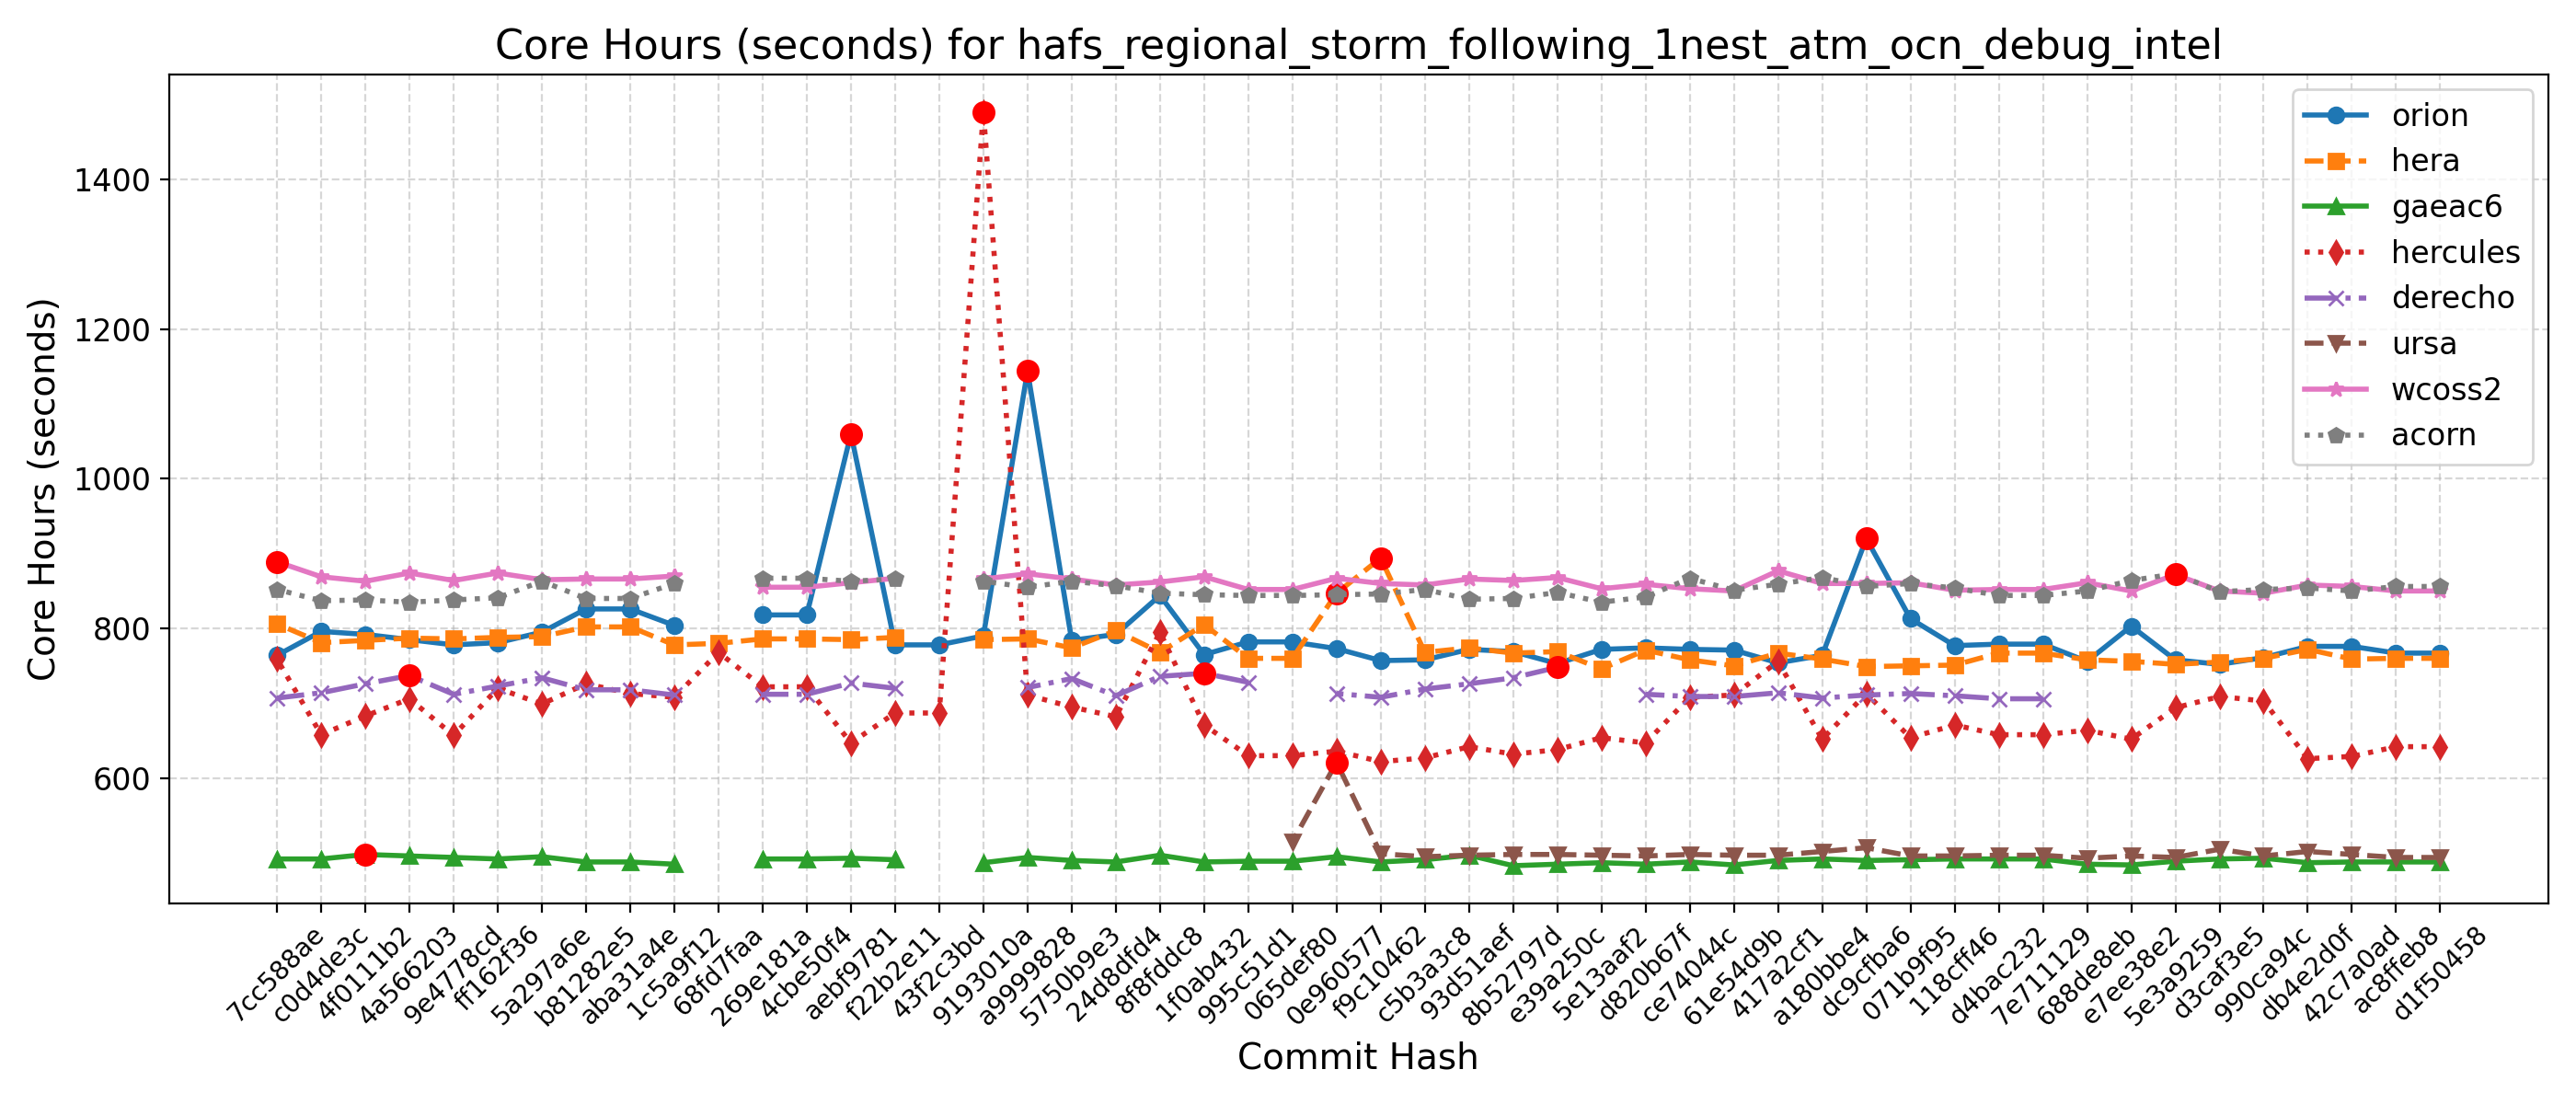 Core Hours (seconds) for hafs_regional_storm_following_1nest_atm_ocn_debug_intel
Core Hours (seconds)
1400
1200
1000
800
600
orion
hera
gaeac6
hercules
derecho
ursa
wcoss2
acorn
7cc588ae
c0d4de3c
4f0111b2
4a566203
9e4778cd
ff162f36
5a297a6e
b81282e5
aba31a4e
1c5a9f12
68fd7faa
269e181a
4cbe50f4
aebf9781
f22b2e11
43f2c3bd
9193010a
a9999828
5750b9e3
24d8dfd4
8f8fddc8
1f0ab432
995c51d1
065def80
0e960577
f9c10462
c5b3a3c8
93d51aef
8b52797d
e39a250c
5e13aaf2
d820b67f
ce74044c
61e54d9b
417a2cf1
a180bbe4
dc9cfba6
071b9f95
118cff46
d4bac232
7e711129
688de8eb
e7ee38e2
5e3a9259
d3caf3e5
990ca94c
db4e2d0f
42c7a0ad
ac8ffeb8
d1f50458
Commit Hash